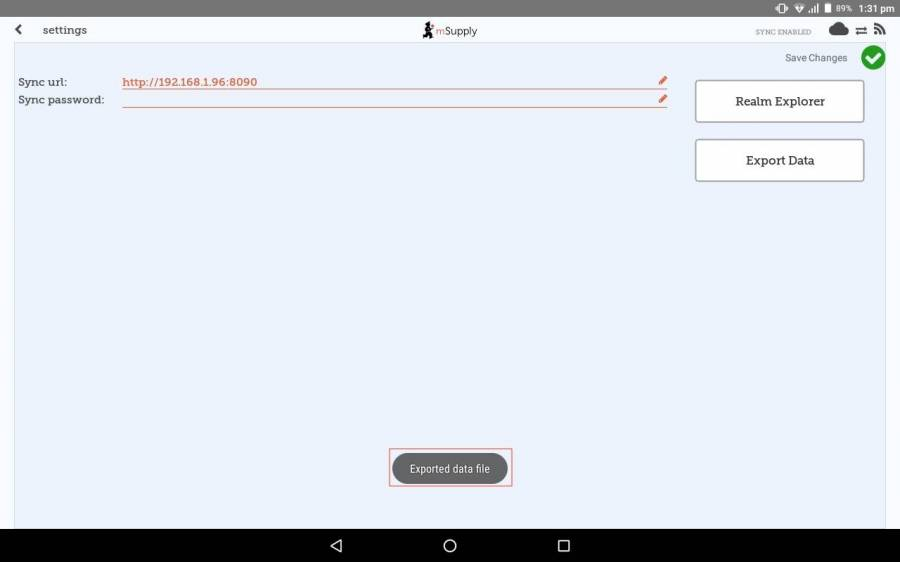 89% 1:31 pm
settings
mSupply
SYNC ENABLED
Save Changes
Sync url: http://192.168.1.96:8090
Sync password:
Realm Explorer
Export Data
Exported data file